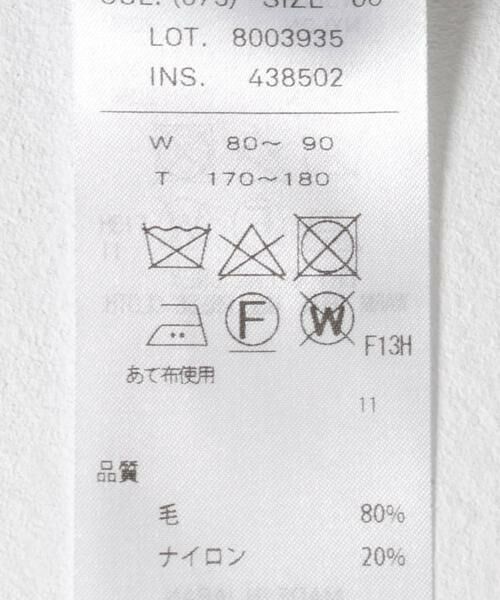 SIZE
LOT. 8003935
INS. 438502
W 80～ 90
T 170～180
F W
F13H
あて布使用
11
品質
毛 80%
ナイロン 20%